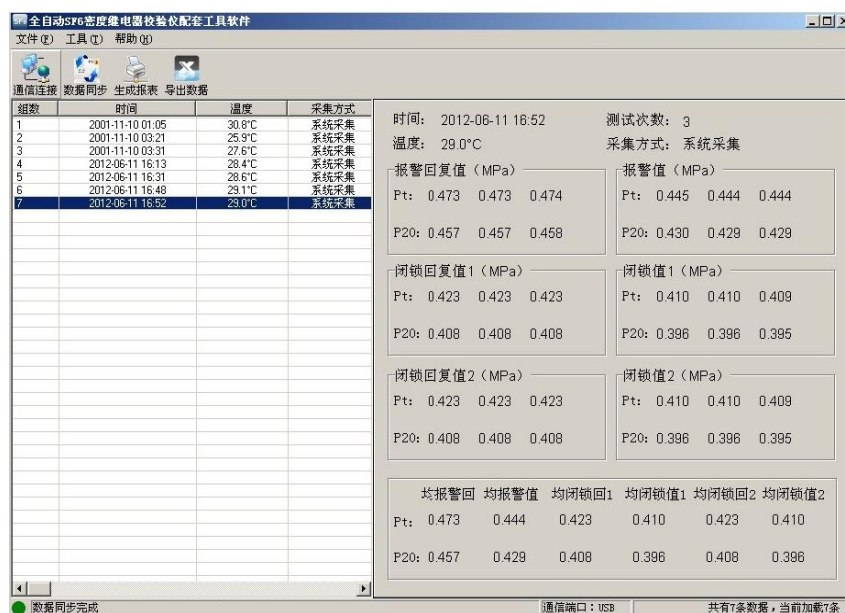 SF6 全自动SF6密度继电器校验仪配套工具软件
文件(F) 工具(T) 帮助(H)
通信连接 数据同步 生成报表 导出数据
组数 时间 温度 采集方式
1 2001-11-10 01:05 30.8°C 系统采集
2 2001-11-10 03:21 25.9°C 系统采集
3 2001-11-10 03:31 27.6°C 系统采集
4 2012-06-11 16:13 28.4°C 系统采集
5 2012-06-11 16:31 28.6°C 系统采集
6 2012-06-11 16:48 29.1°C 系统采集
7 2012-06-11 16:52 29.0°C 系统采集
时间: 2012-06-11 16:52 测试次数: 3
温度: 29.0°C 采集方式: 系统采集
报警回复值(MPa)
Pt: 0.473 0.473 0.474
P20: 0.457 0.457 0.458
报警值(MPa)
Pt: 0.445 0.444 0.444
P20: 0.430 0.429 0.429
闭锁回复值1(MPa)
Pt: 0.423 0.423 0.423
P20: 0.408 0.408 0.408
闭锁值1(MPa)
Pt: 0.410 0.410 0.409
P20: 0.396 0.396 0.395
闭锁回复值2(MPa)
Pt: 0.423 0.423 0.423
P20: 0.408 0.408 0.408
闭锁值2(MPa)
Pt: 0.410 0.410 0.409
P20: 0.396 0.396 0.395
均报警回 均报警值 均闭锁回1 均闭锁值1 均闭锁回2 均闭锁值2
Pt: 0.473 0.444 0.423 0.410 0.423 0.410
P20: 0.457 0.429 0.408 0.396 0.408 0.396
数据同步完成 通信端口:USB 共有7条数据,当前加载7条